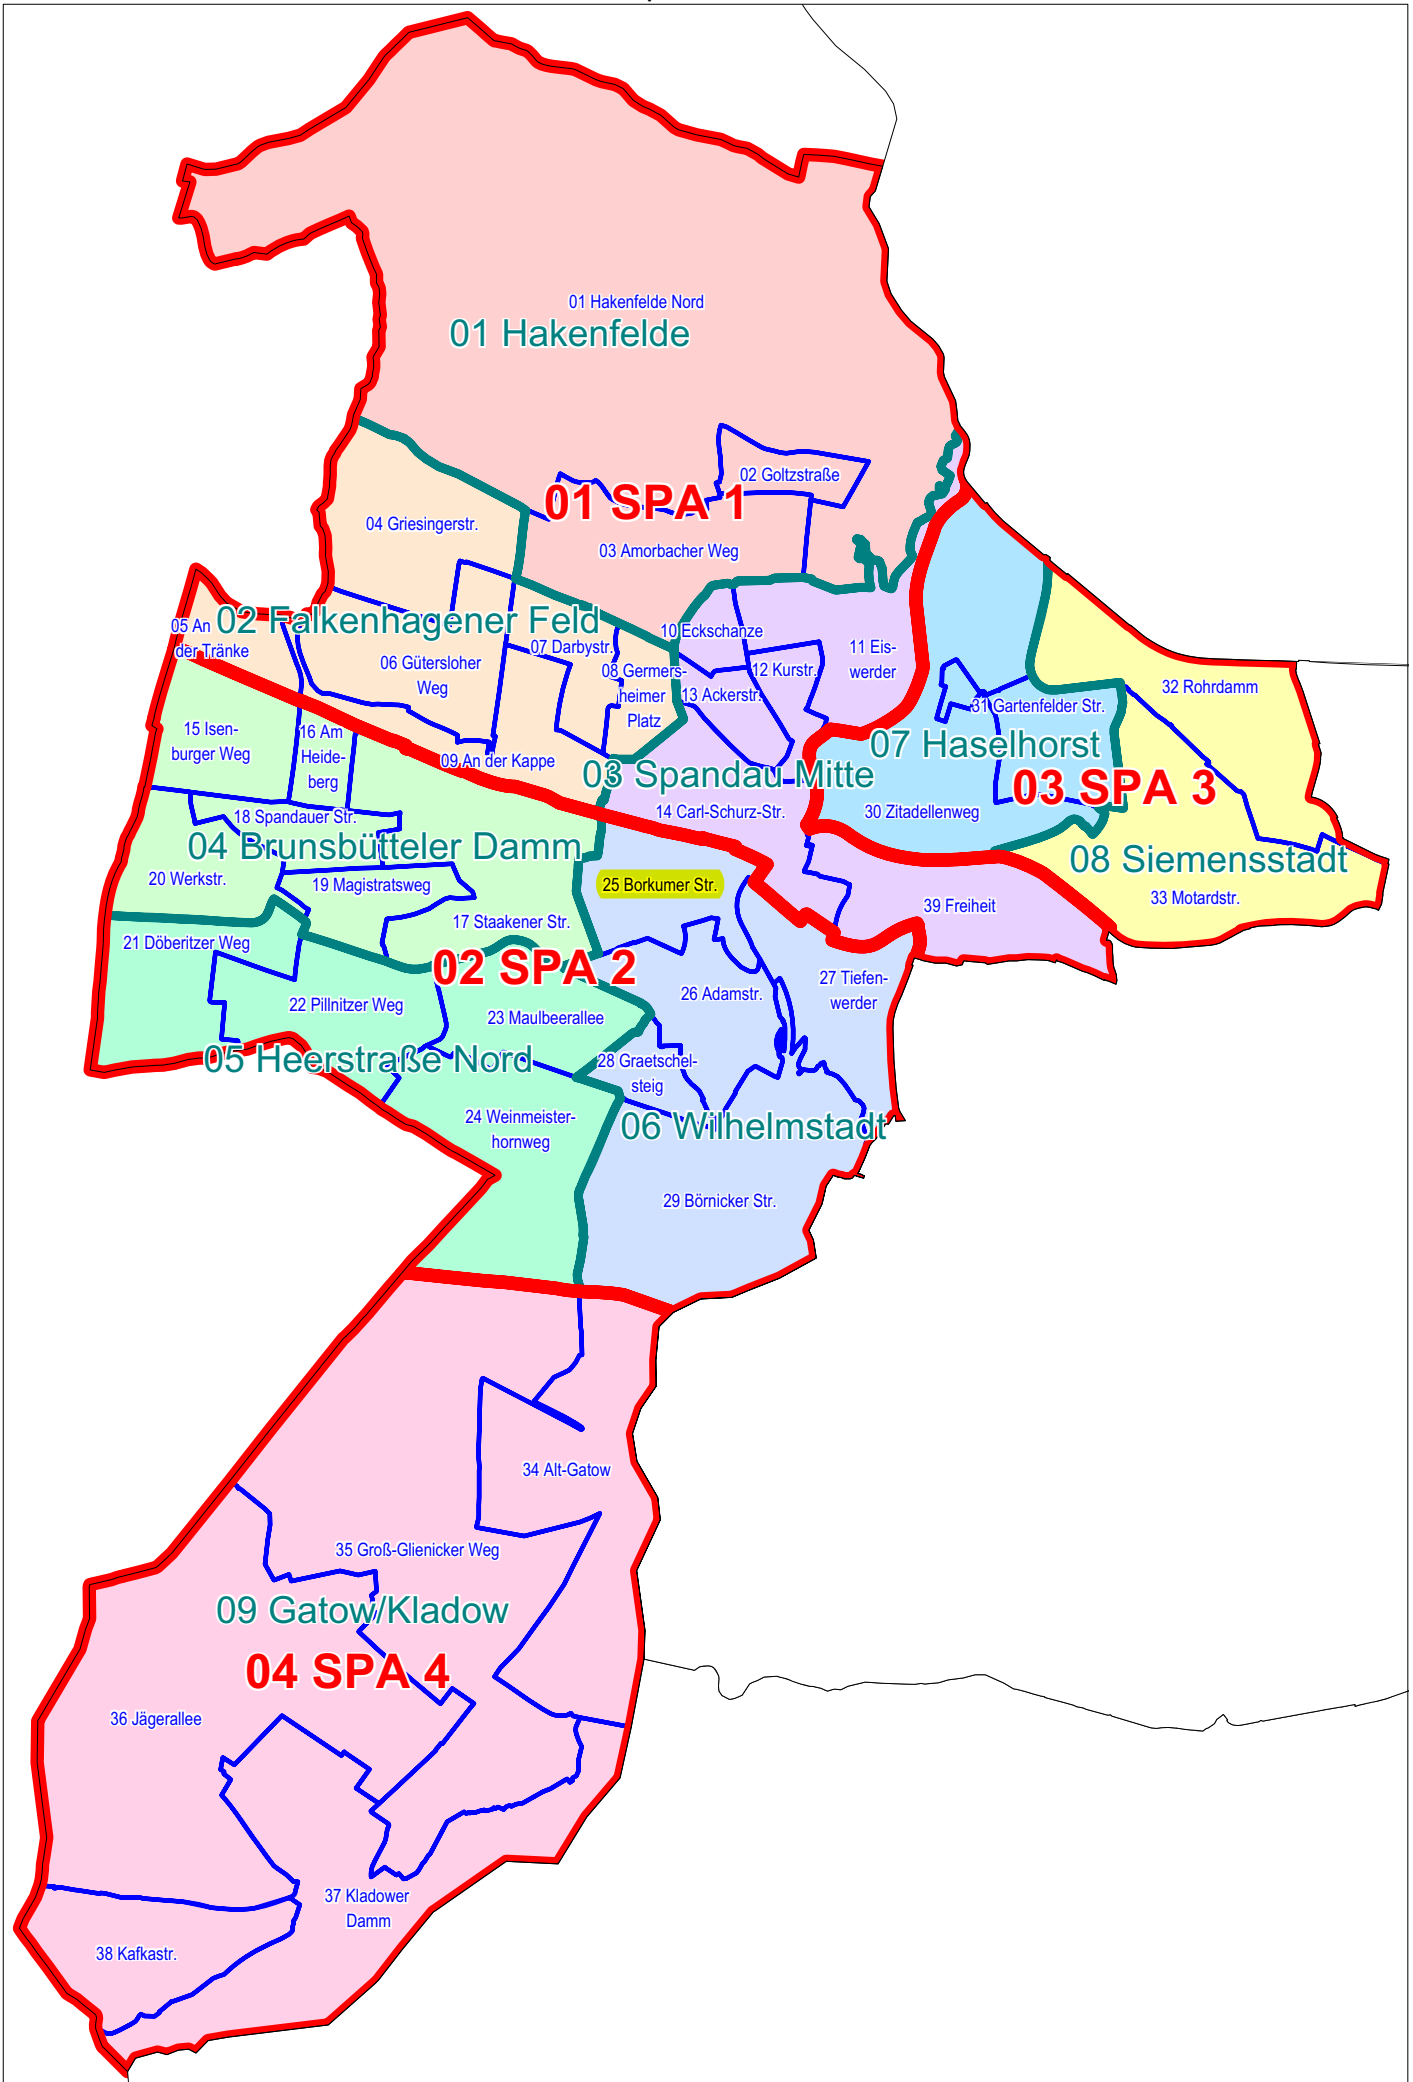 01 Hakenfelde Nord
01 Hakenfelde
02 Goltzstraße
01 SPA 1
04 Griesingerstr.
03 Amorbacher Weg
02 Falkenhagener Feld
05 An
der Tränke
10 Eckschanze
07 Darbystr.
11 Eis-
werder
06 Gütersloher
Weg
08 Germers-
heimer
Platz
12 Kurstr.
13 Ackerstr.
32 Rohrdamm
31 Gartenfelder Str.
15 Isen-
burger Weg
16 Am
Heide-
berg
07 Haselhorst
09 An der Kappe
03 Spandau Mitte
03 SPA 3
14 Carl-Schurz-Str.
30 Zitadellenweg
18 Spandauer Str.
04 Brunsbütteler Damm
08 Siemensstadt
20 Werkstr.
19 Magistratsweg
25 Borkumer Str.
33 Motardstr.
39 Freiheit
17 Staakener Str.
21 Döberitzer Weg
02 SPA 2
27 Tiefen-
werder
26 Adamstr.
22 Pillnitzer Weg
23 Maulbeerallee
05 Heerstraße Nord
28 Graetschel-
steig
24 Weinmeister-
hornweg
06 Wilhelmstadt
29 Börnicker Str.
34 Alt-Gatow
35 Groß-Glienicker Weg
09 Gatow/Kladow
04 SPA 4
36 Jägerallee
37 Kladower
Damm
38 Kafkastr.